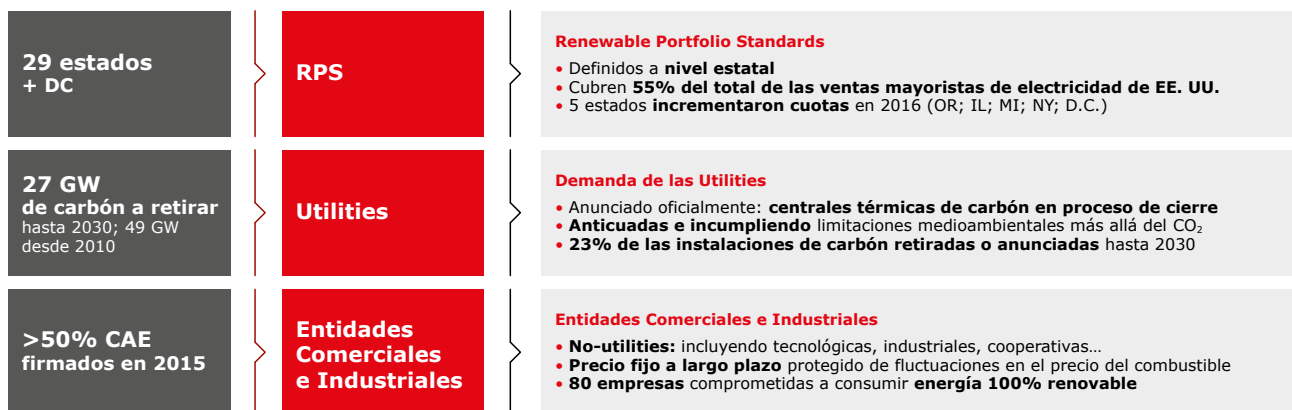 29 estados
+ DC
RPS
Renewable Portfolio Standards
• Definidos a nivel estatal
• Cubren 55% del total de las ventas mayoristas de electricidad de EE. UU.
• 5 estados incrementaron cuotas en 2016 (OR; IL; MI; NY; D.C.)
27 GW
de carbón a retirar
hasta 2030; 49 GW
desde 2010
Utilities
Demanda de las Utilities
• Anunciado oficialmente: centrales térmicas de carbón en proceso de cierre
• Anticuadas e incumpliendo limitaciones medioambientales más allá del CO₂
• 23% de las instalaciones de carbón retiradas o anunciadas hasta 2030
>50% CAE
firmados en 2015
Entidades
Comerciales
e Industriales
Entidades Comerciales e Industriales
• No-utilities: incluyendo tecnológicas, industriales, cooperativas…
• Precio fijo a largo plazo protegido de fluctuaciones en el precio del combustible
• 80 empresas comprometidas a consumir energía 100% renovable